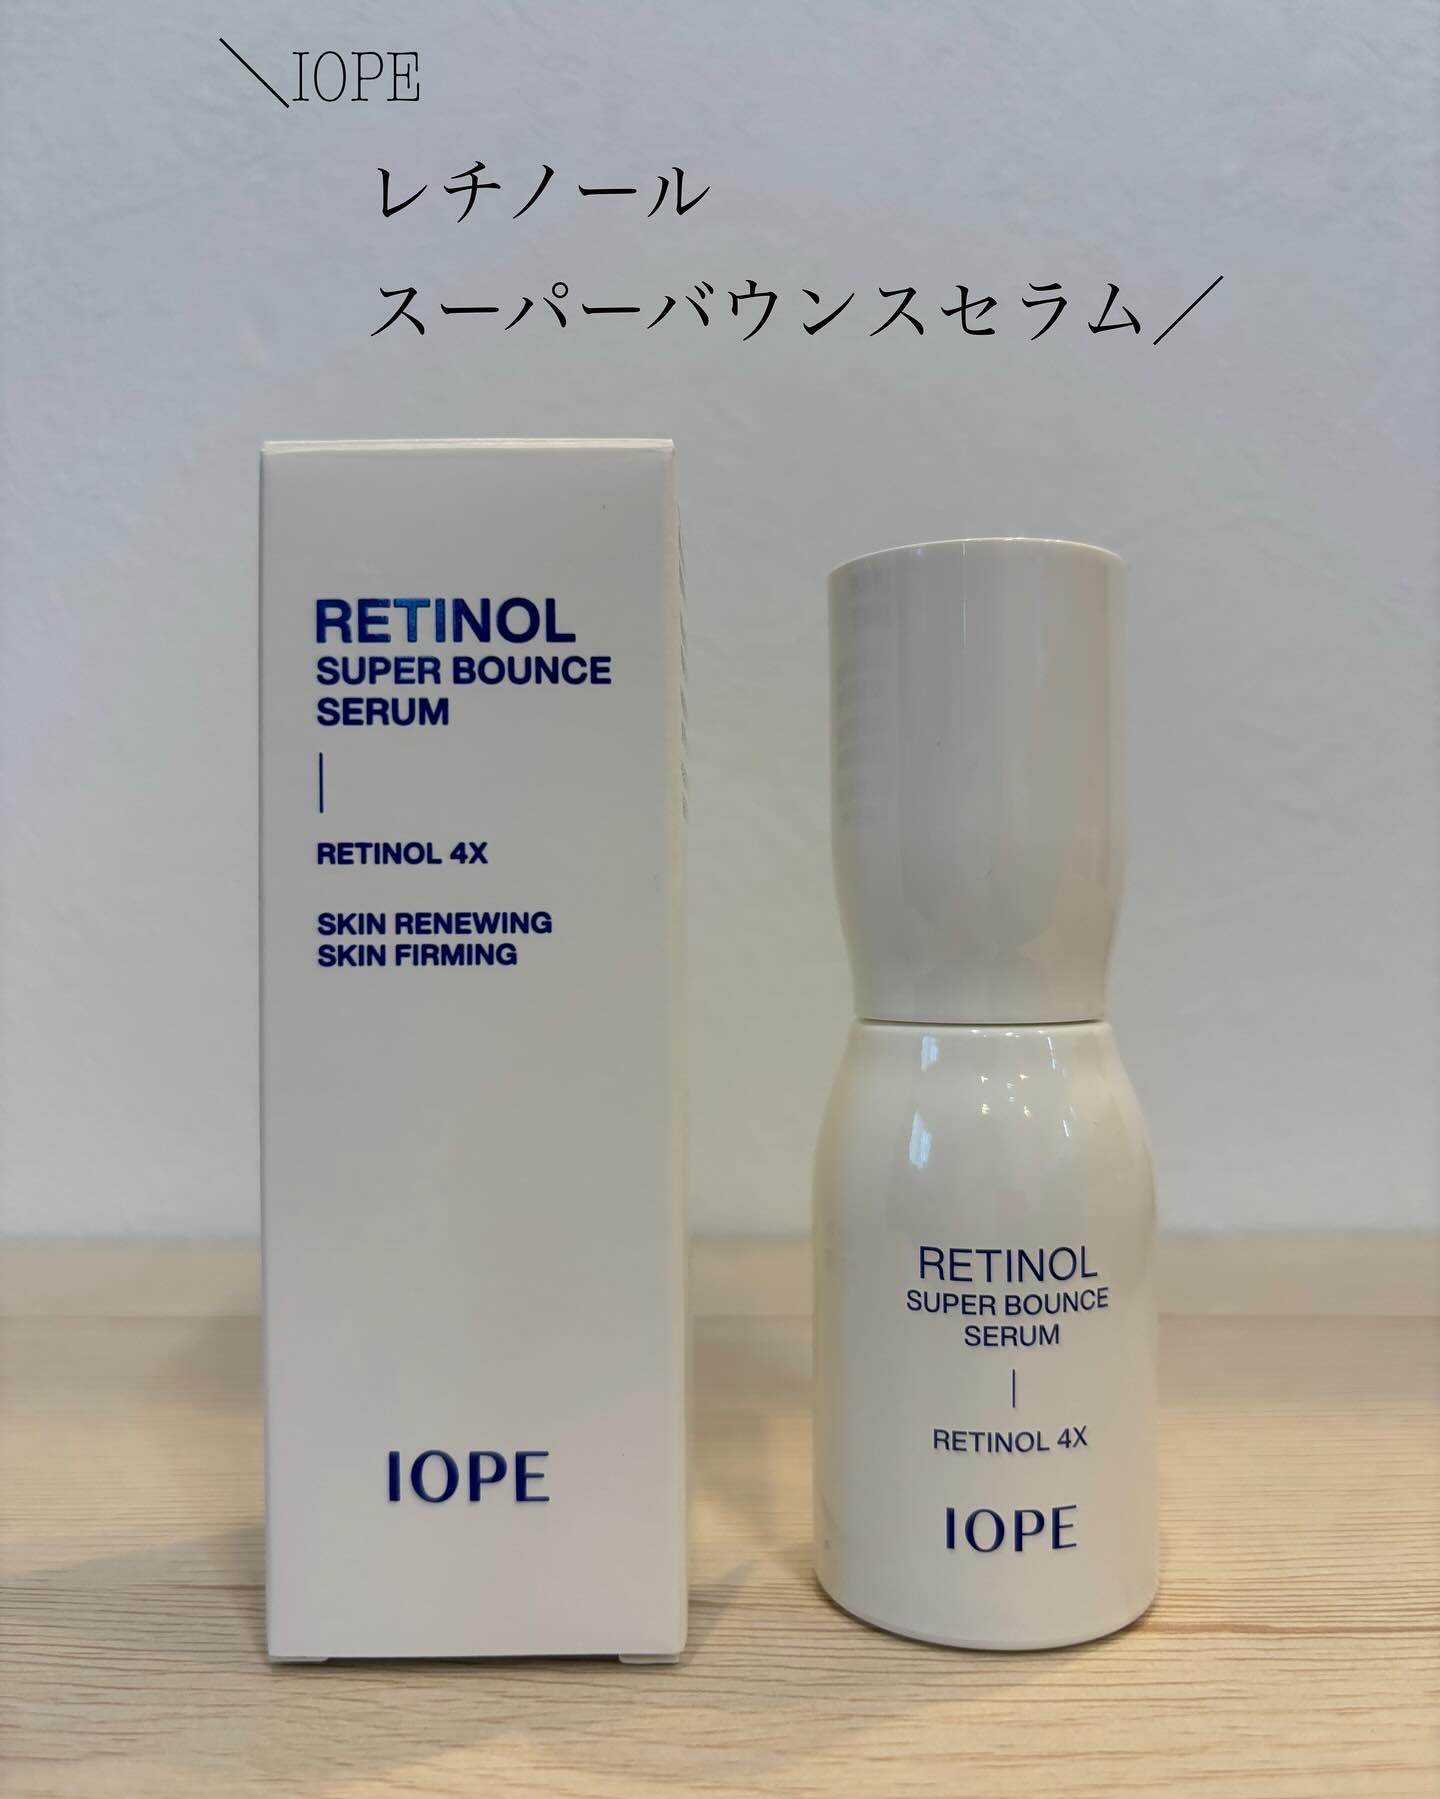 ＼IOPE
レチノール
スーパーバウンスセラム／
RETINOL
SUPER BOUNCE
SERUM
RETINOL 4X
SKIN RENEWING
SKIN FIRMING
IOPE
RETINOL
SUPER BOUNCE
SERUM
RETINOL 4X
IOPE